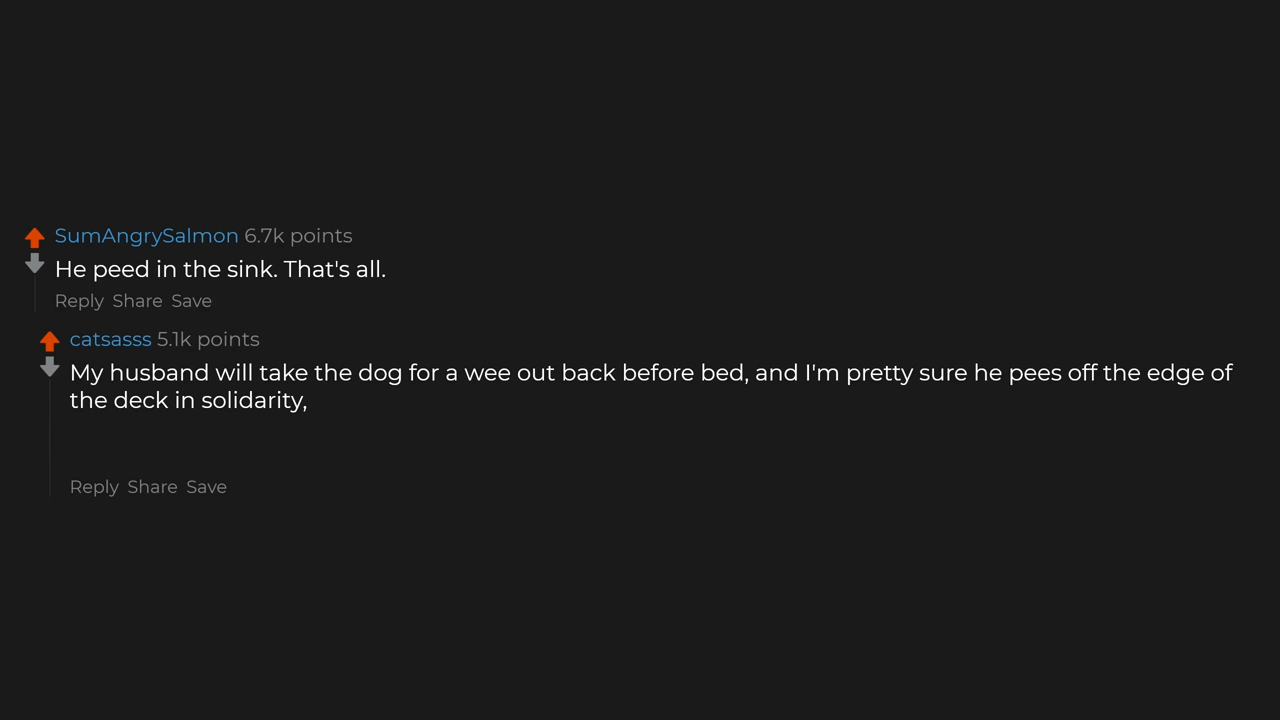 SumAngrySalmon 6.7k points
He peed in the sink. That's all.
Reply Share Save
catsasss 5.1k points
My husband will take the dog for a wee out back before bed, and I'm pretty sure he pees off the edge of
the deck in solidarity,
Reply Share Save